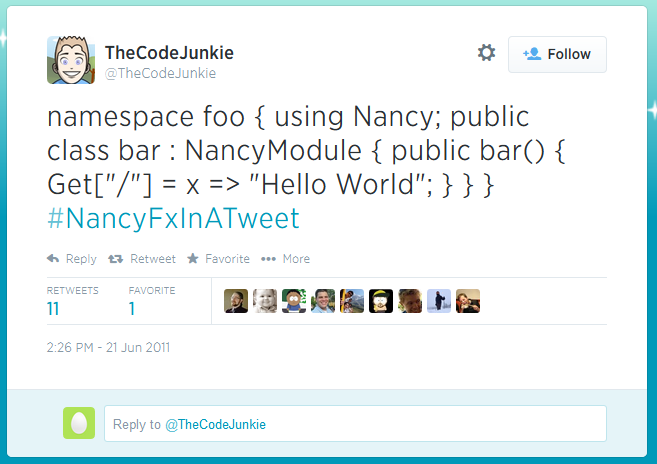 TheCodeJunkie
@TheCodeJunkie
Follow
namespace foo { using Nancy; public
class bar : NancyModule { public bar() {
Get["/"] = x => "Hello World"; } } }
#NancyFxInATweet
Reply Retweet Favorite More
RETWEETS FAVORITE
11 1
2:26 PM - 21 Jun 2011
Reply to @TheCodeJunkie